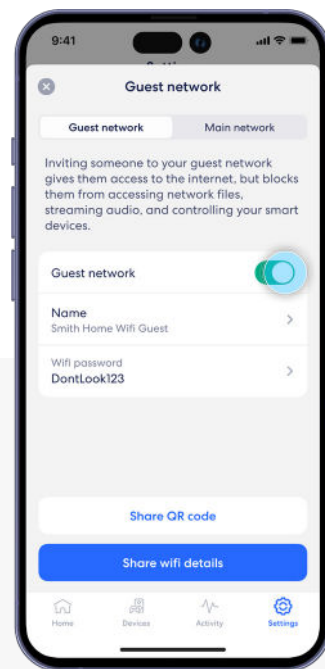 9:41
Guest network
Guest network
Main network
Inviting someone to your guest network
gives them access to the internet, but blocks
them from accessing network files,
streaming audio, and controlling your smart
devices.
Guest network
Name
Smith Home Wifi Guest
Wifi password
DontLook123
Share QR code
Share wifi details
Home
Devices
Activity
Settings